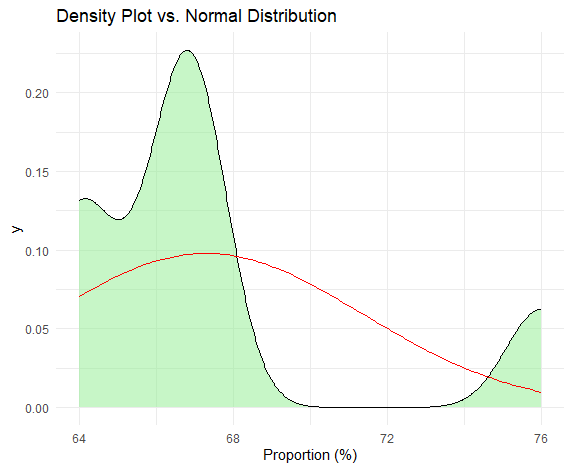 Density Plot vs. Normal Distribution
0.20
0.15
0.10
0.05
0.00
y
64 68 72 76
Proportion (%)